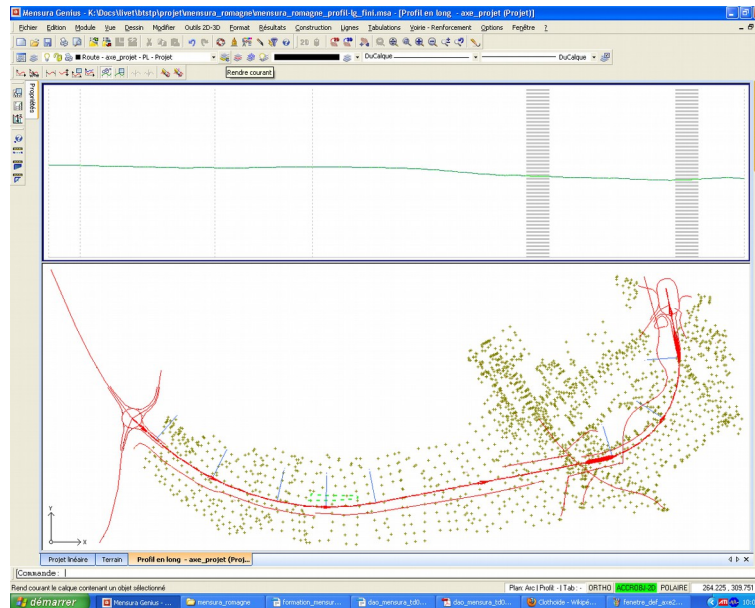 Mensura Genius - K:\Docs\livet\btstp\projet\mensura_romagne\mensura_romagne_profil-lg_fini.msa - [Profil en long - axe_projet (Projet)]
Fichier Edition Module Vue Dessin Modifier Outils 2D-3D Format Résultats Construction Lignes Tabulations Voirie - Renforcement Options Fenêtre ?
Route - axe_projet - PL - Projet DuCalque DuCalque
Rendre courant
Propriétés
Y
X
Projet linéaire Terrain Profil en long - axe_projet (Proj...
Commande: |
Rend courant le calque contenant un objet sélectionné Plan: Arc | Profil - | Tab : - ORTHO ACCROBJ-3D POLAIRE 264.225 , 309.751
démarrer Mensura Genius - ... mensura_romagne formation_mensur... dao_mensura_td0... dao_mensura_td0... Clothoïde - Wikipé... fenetre_def_axe2...